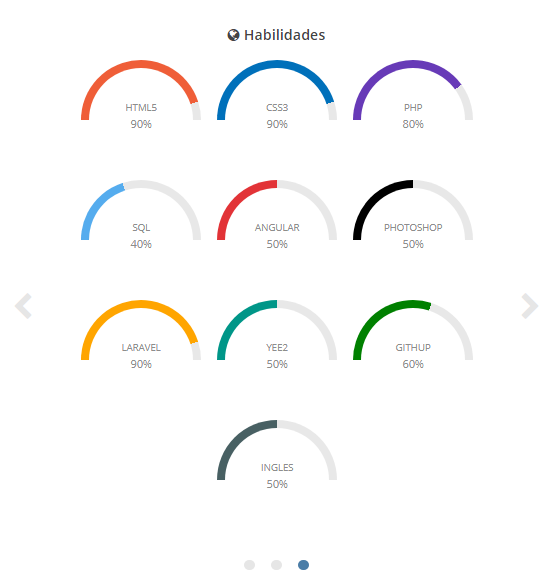 Habilidades
HTML5
90%
CSS3
90%
PHP
80%
SQL
40%
ANGULAR
50%
PHOTOSHOP
50%
LARAVEL
90%
YEE2
50%
GITHUP
60%
INGLES
50%